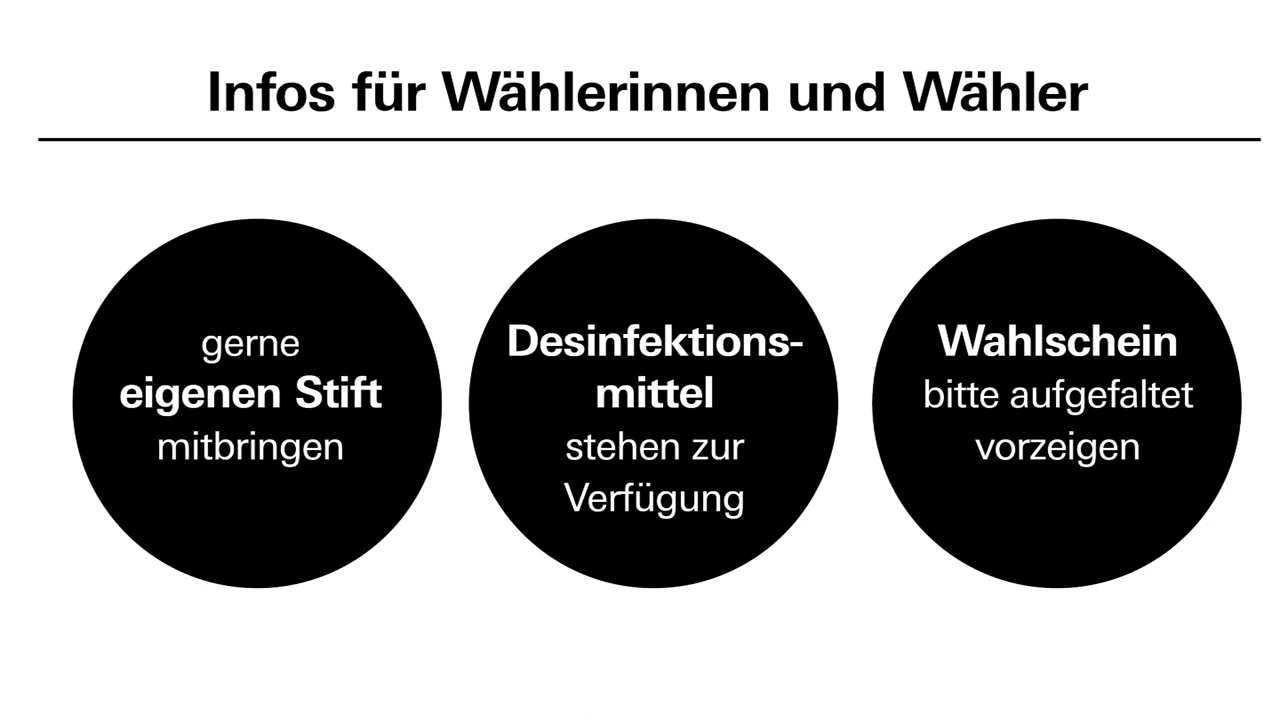 Infos für Wählerinnen und Wähler
gerne
eigenen Stift
mitbringen
Desinfektions-
mittel
stehen zur
Verfügung
Wahlschein
bitte aufgefaltet
vorzeigen